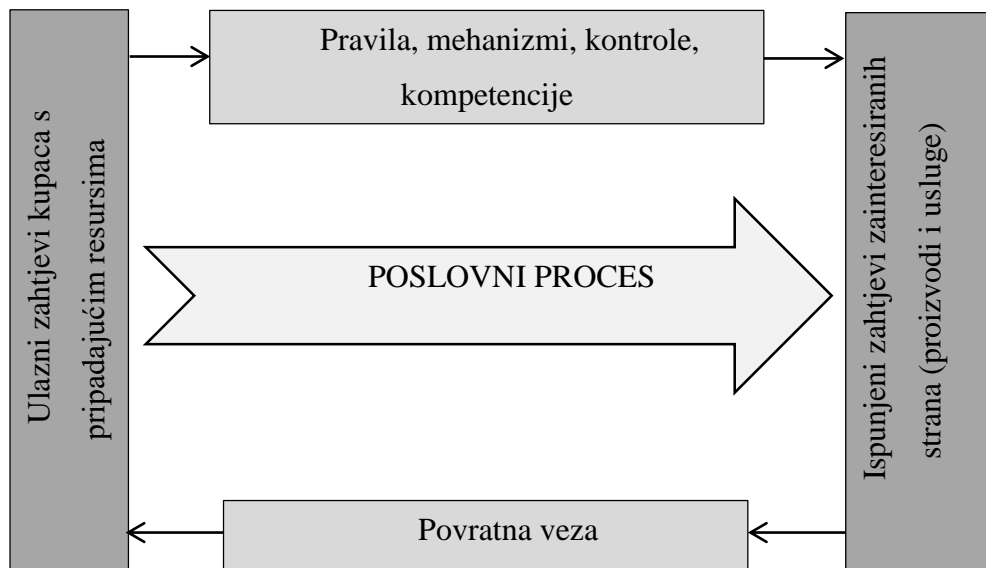 Ulazni zahtjevi kupaca s
pripadajućim resursima
Pravila, mehanizmi, kontrole,
kompetencije
POSLOVNI PROCES
Povratna veza
Ispunjeni zahtjevi zainteresiranih
strana (proizvodi i usluge)